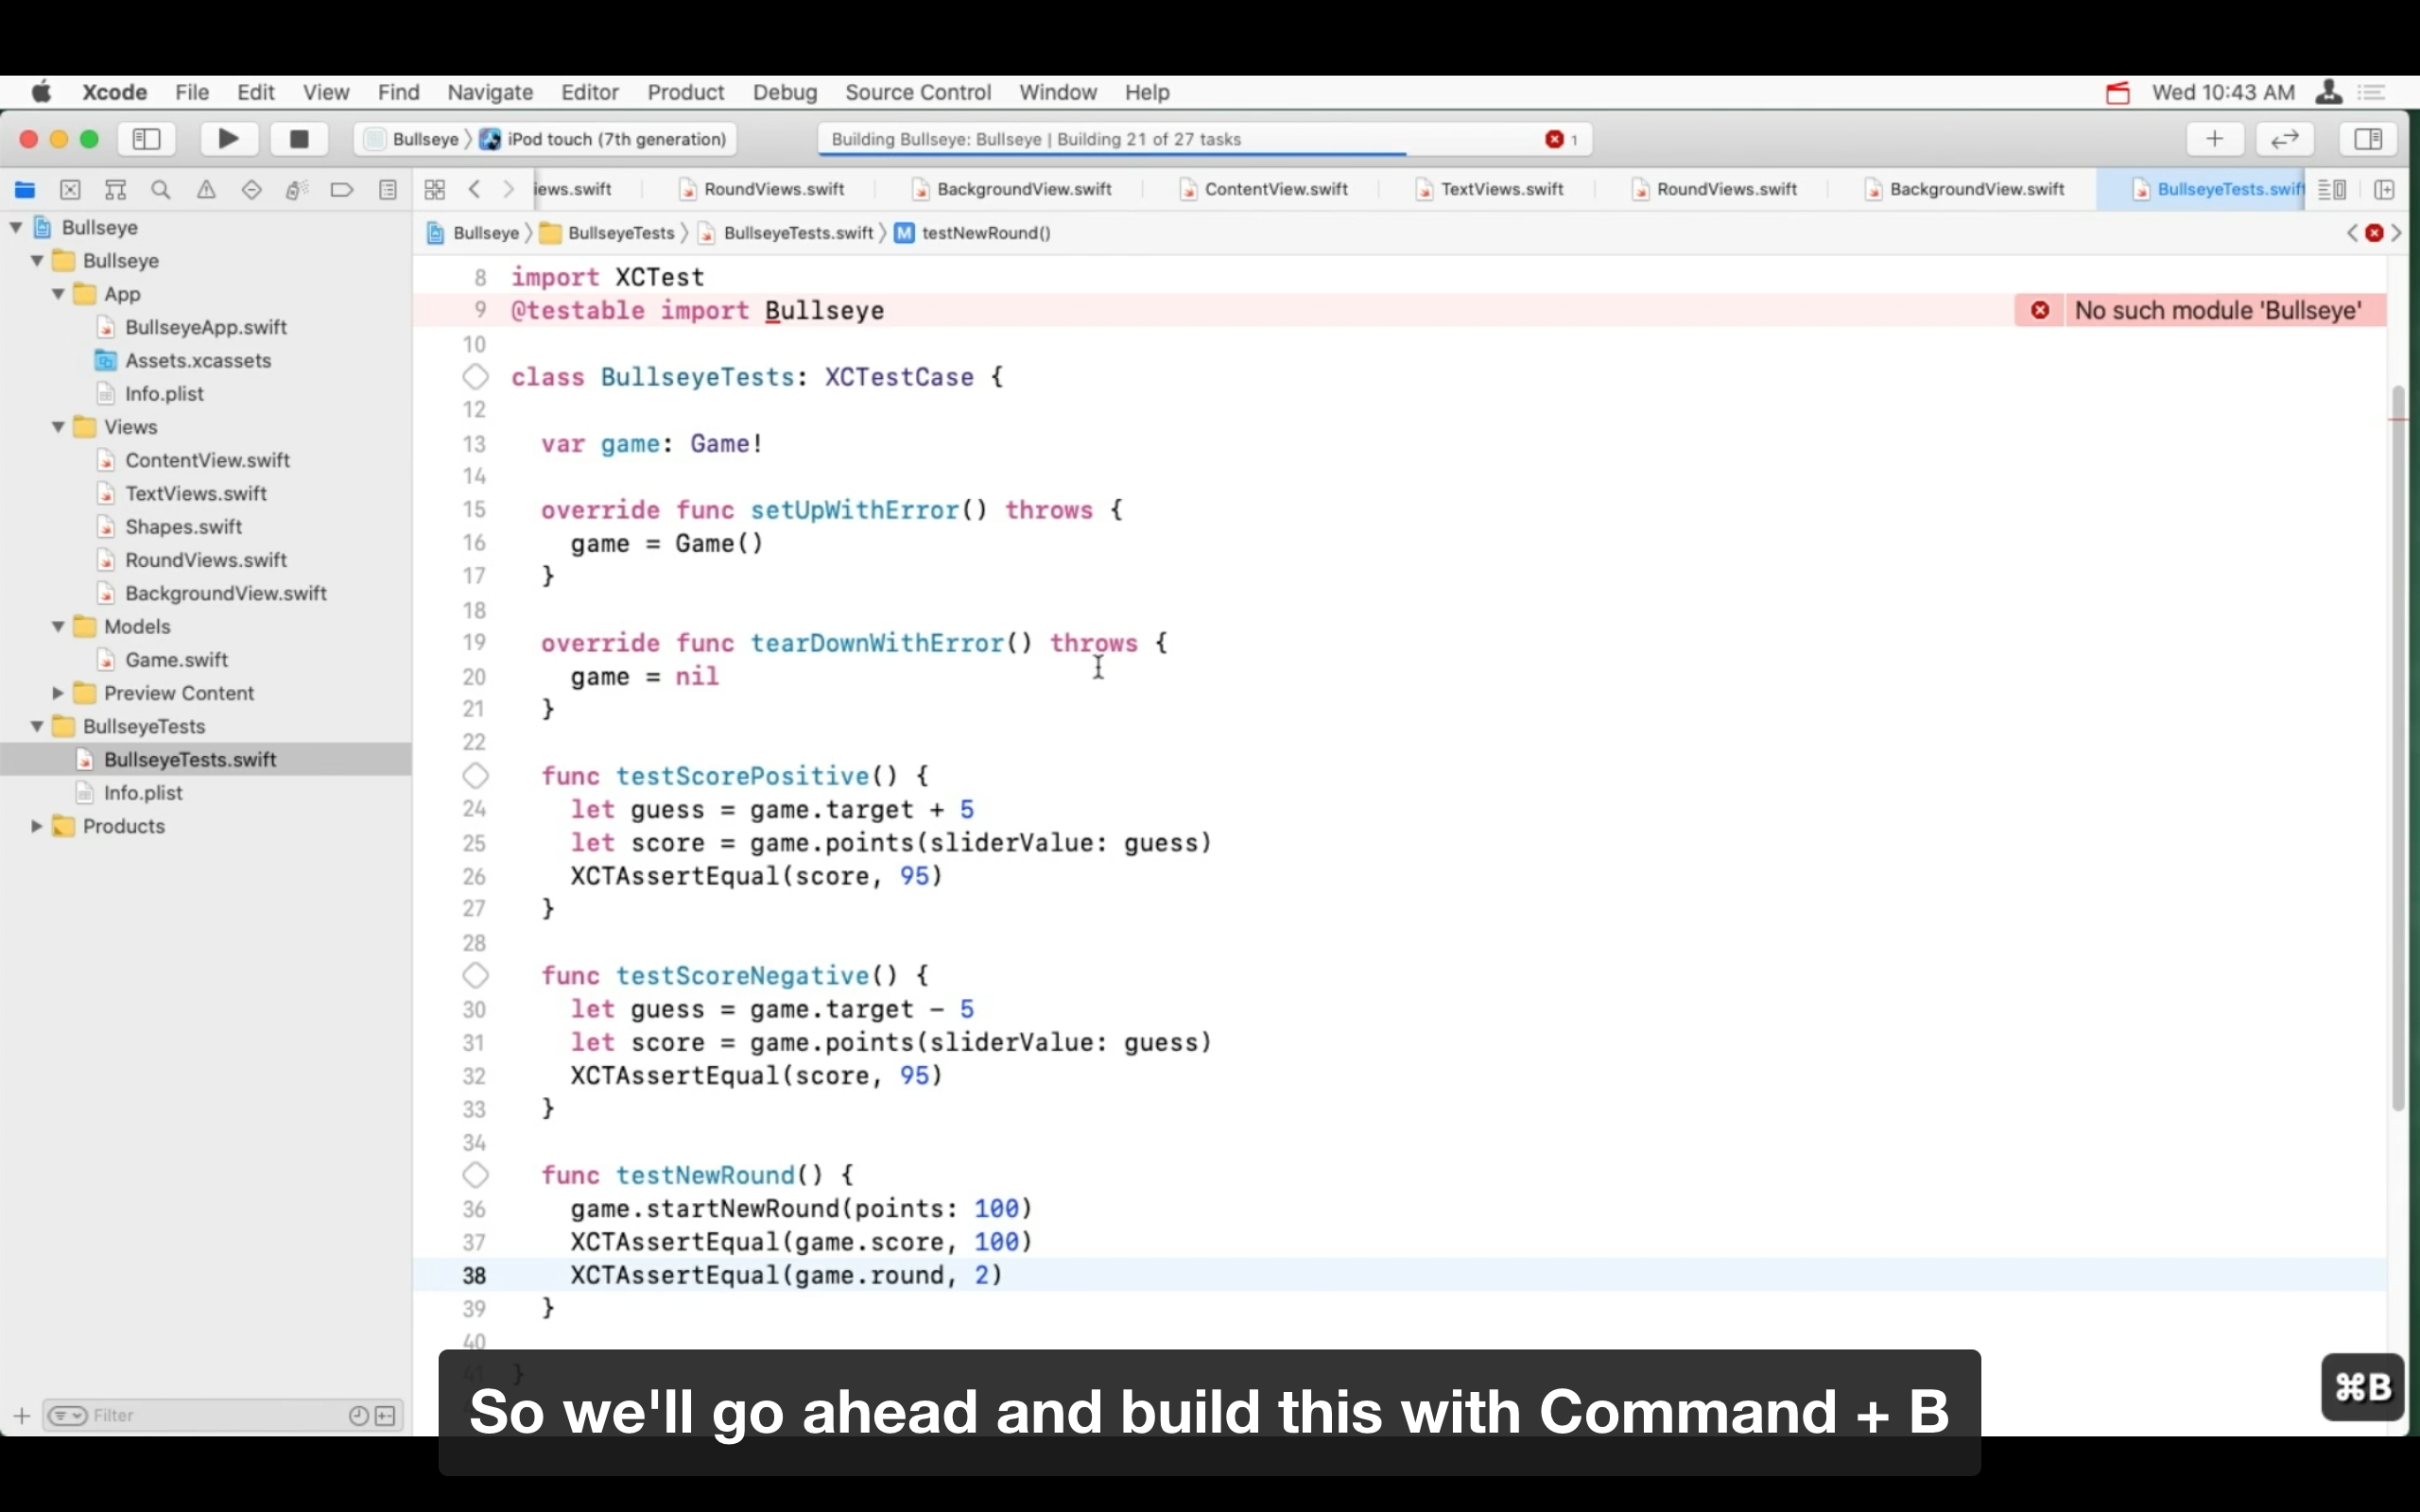 Xcode File Edit View Find Navigate Editor Product Debug Source Control Window Help Wed 10:43 AM
Bullseye iPod touch (7th generation) Building Bullseye: Bullseye | Building 21 of 27 tasks 1
iews.swift RoundViews.swift BackgroundView.swift ContentView.swift TextViews.swift RoundViews.swift BackgroundView.swift BullseyeTests.swift
Bullseye BullseyeTests BullseyeTests.swift M testNewRound()
Bullseye
Bullseye
App
BullseyeApp.swift
Assets.xcassets
Info.plist
Views
ContentView.swift
TextViews.swift
Shapes.swift
RoundViews.swift
BackgroundView.swift
Models
Game.swift
Preview Content
BullseyeTests
BullseyeTests.swift
Info.plist
Products
Filter
8 import XCTest
9 @testable import Bullseye No such module 'Bullseye'
10
class BullseyeTests: XCTestCase {
12
13 var game: Game!
14
15 override func setUpWithError() throws {
16 game = Game()
17 }
18
19 override func tearDownWithError() throws {
20 game = nil
21 }
22
func testScorePositive() {
24 let guess = game.target + 5
25 let score = game.points(sliderValue: guess)
26 XCTAssertEqual(score, 95)
27 }
28
func testScoreNegative() {
30 let guess = game.target - 5
31 let score = game.points(sliderValue: guess)
32 XCTAssertEqual(score, 95)
33 }
34
func testNewRound() {
36 game.startNewRound(points: 100)
37 XCTAssertEqual(game.score, 100)
38 XCTAssertEqual(game.round, 2)
39 }
40
41 }
So we'll go ahead and build this with Command + B
⌘B